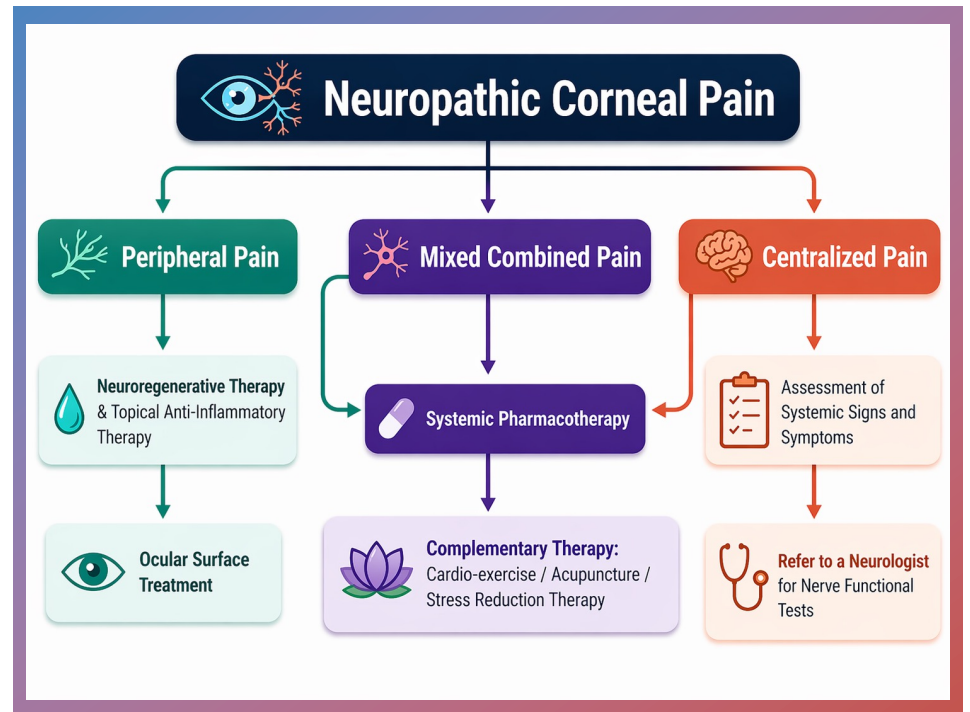 Neuropathic Corneal Pain
Peripheral Pain
Mixed Combined Pain
Centralized Pain
Neuroregenerative Therapy
& Topical Anti-Inflammatory
Therapy
Systemic Pharmacotherapy
Assessment of
Systemic Signs and
Symptoms
Ocular Surface
Treatment
Complementary Therapy:
Cardio-exercise / Acupuncture /
Stress Reduction Therapy
Refer to a Neurologist
for Nerve Functional
Tests